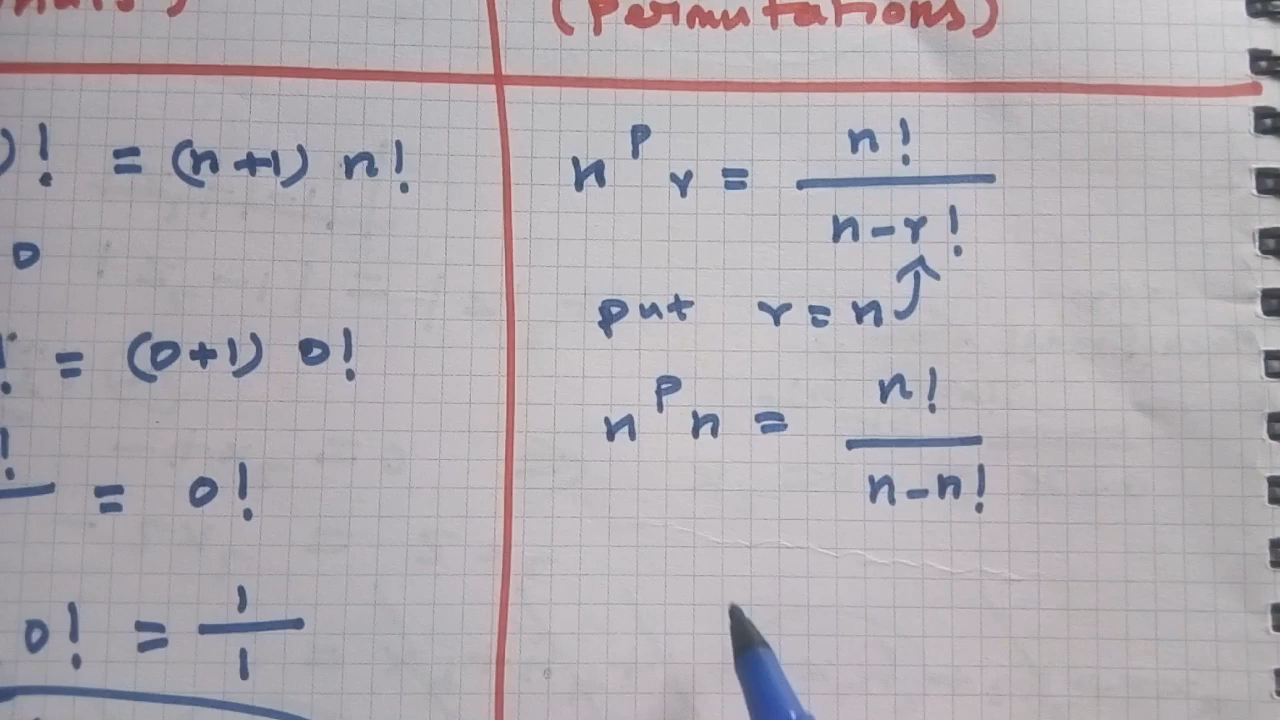 (Permutations)
)! = (n+1) n!
0
! = (0+1) 0!
! = 0!
0! = 1/1
nPr = n!/n-r!
put r = n
nPn = n!/n-n!